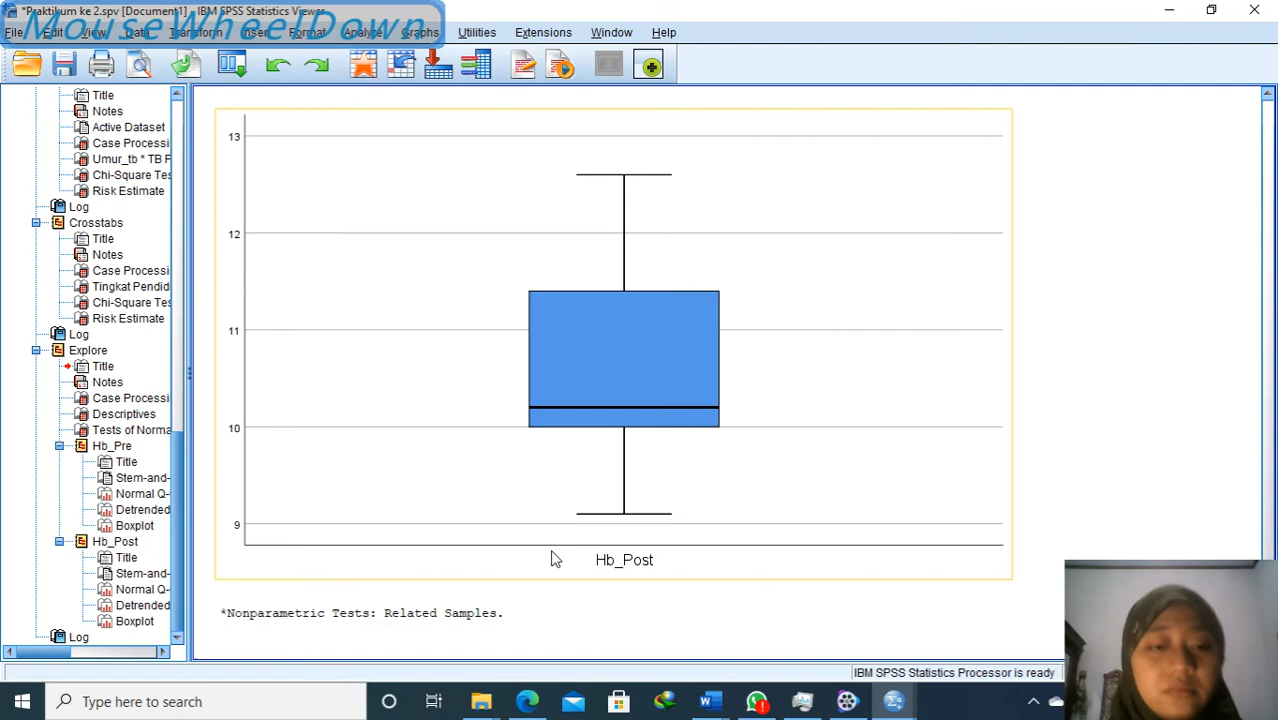 *Praktikum ke 2.spv [Document1] - IBM SPSS Statistics Viewer
MouseWheelDown
File Edit View Data Transform Insert Format Analyze Graphs Utilities Extensions Window Help
Title
Notes
Active Dataset
Case Processi
Umur_tb * TB P
Chi-Square Tes
Risk Estimate
Log
Crosstabs
Title
Notes
Case Processi
Tingkat Pendid
Chi-Square Tes
Risk Estimate
Log
Explore
Title
Notes
Case Processi
Descriptives
Tests of Norma
Hb_Pre
Title
Stem-and-
Normal Q-
Detrended
Boxplot
Hb_Post
Title
Stem-and-
Normal Q-
Detrended
Boxplot
Log
13
12
11
10
9
Hb_Post
*Nonparametric Tests: Related Samples.
IBM SPSS Statistics Processor is ready
Type here to search